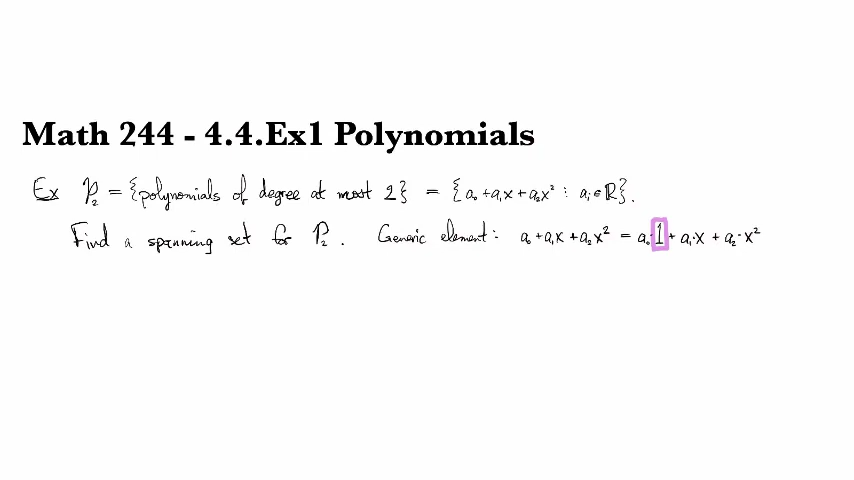 Math 244 - 4.4.Ex1 Polynomials
Ex P₂ = {polynomials of degree at most 2} = {a₀ + a₁x + a₂x² : aᵢ ∈ ℝ}.
Find a spanning set for P₂. Generic element: a₀ + a₁x + a₂x² = a₀·1 + a₁·x + a₂·x²